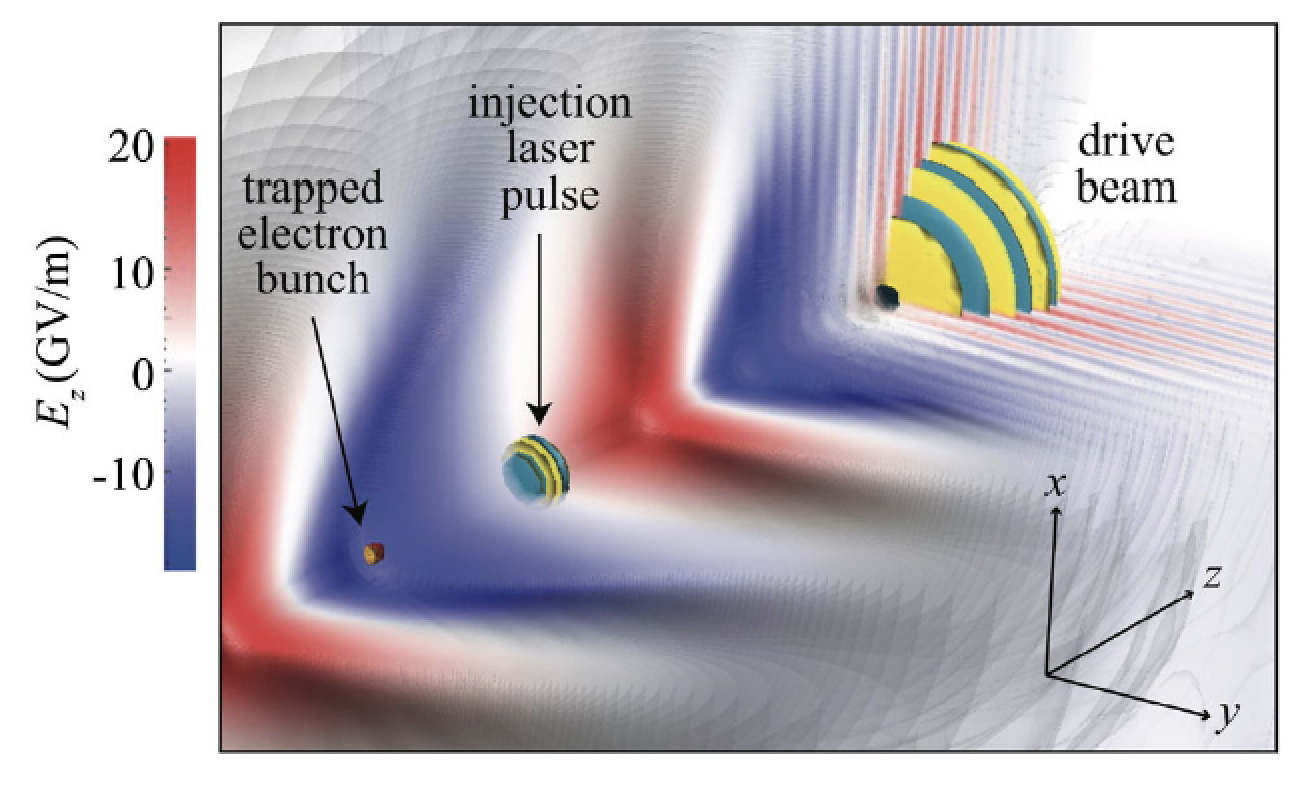 injection
laser
pulse
drive
beam
trapped
electron
bunch
20
10
0
-10
E_z (GV/m)
x
z
y